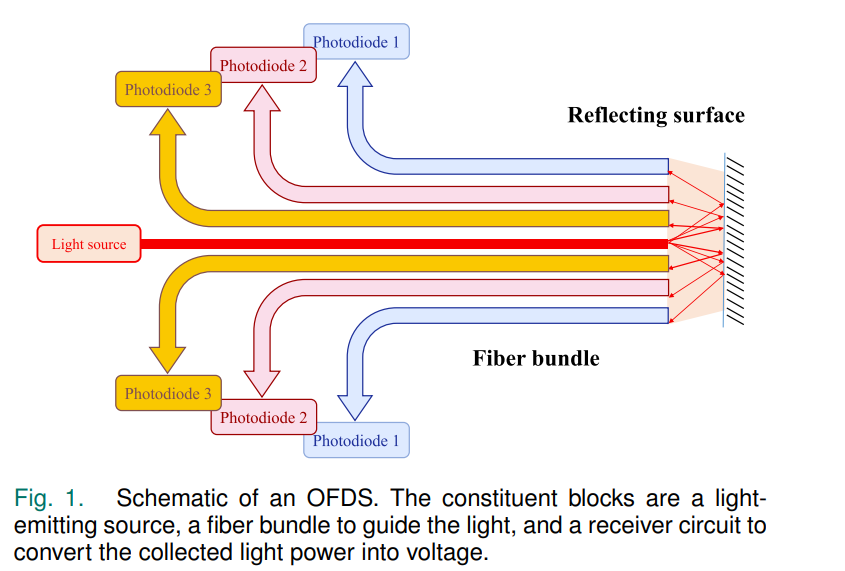 Photodiode 1
Photodiode 2
Photodiode 3
Reflecting surface
Light source
Fiber bundle
Photodiode 3
Photodiode 2
Photodiode 1
Fig. 1. Schematic of an OFDS. The constituent blocks are a light-
emitting source, a fiber bundle to guide the light, and a receiver circuit to
convert the collected light power into voltage.